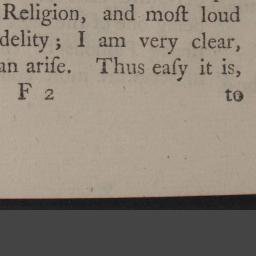 Religion, and moſt loud
delity; I am very clear,
an ariſe. Thus eaſy it is,
F 2 to